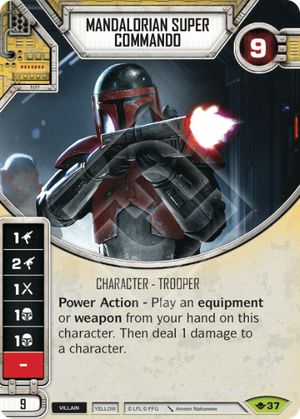 MANDALORIAN SUPER
COMMANDO
9
1
2
1
1
1
-
CHARACTER - TROOPER
Power Action - Play an equipment
or weapon from your hand on this
character. Then deal 1 damage to
a character.
9
VILLAIN
YELLOW
© LFL © FFG
Ameen Naksewee
37